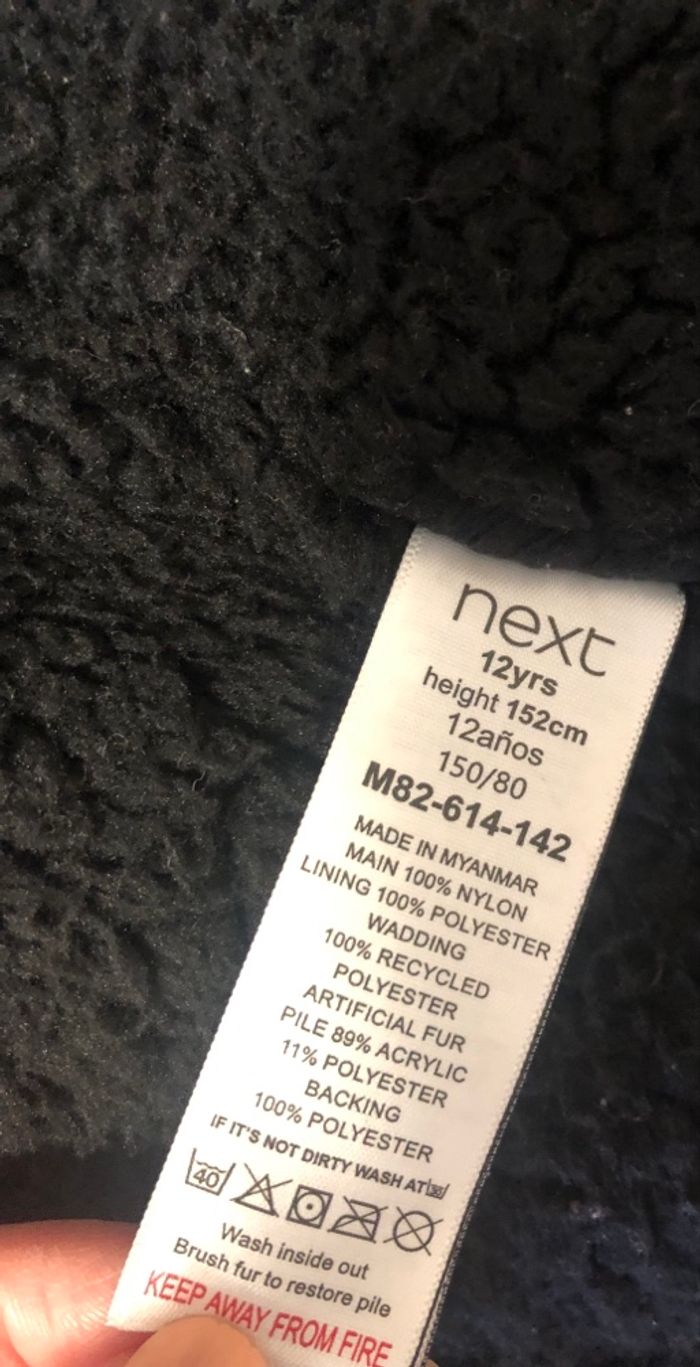 next
12yrs
height 152cm
12años
150/80
M82-614-142
MADE IN MYANMAR
MAIN 100% NYLON
LINING 100% POLYESTER
WADDING
100% RECYCLED
POLYESTER
ARTIFICIAL FUR
PILE 89% ACRYLIC
11% POLYESTER
BACKING
100% POLYESTER
IF IT'S NOT DIRTY WASH AT 30
40
Wash inside out
Brush fur to restore pile
KEEP AWAY FROM FIRE